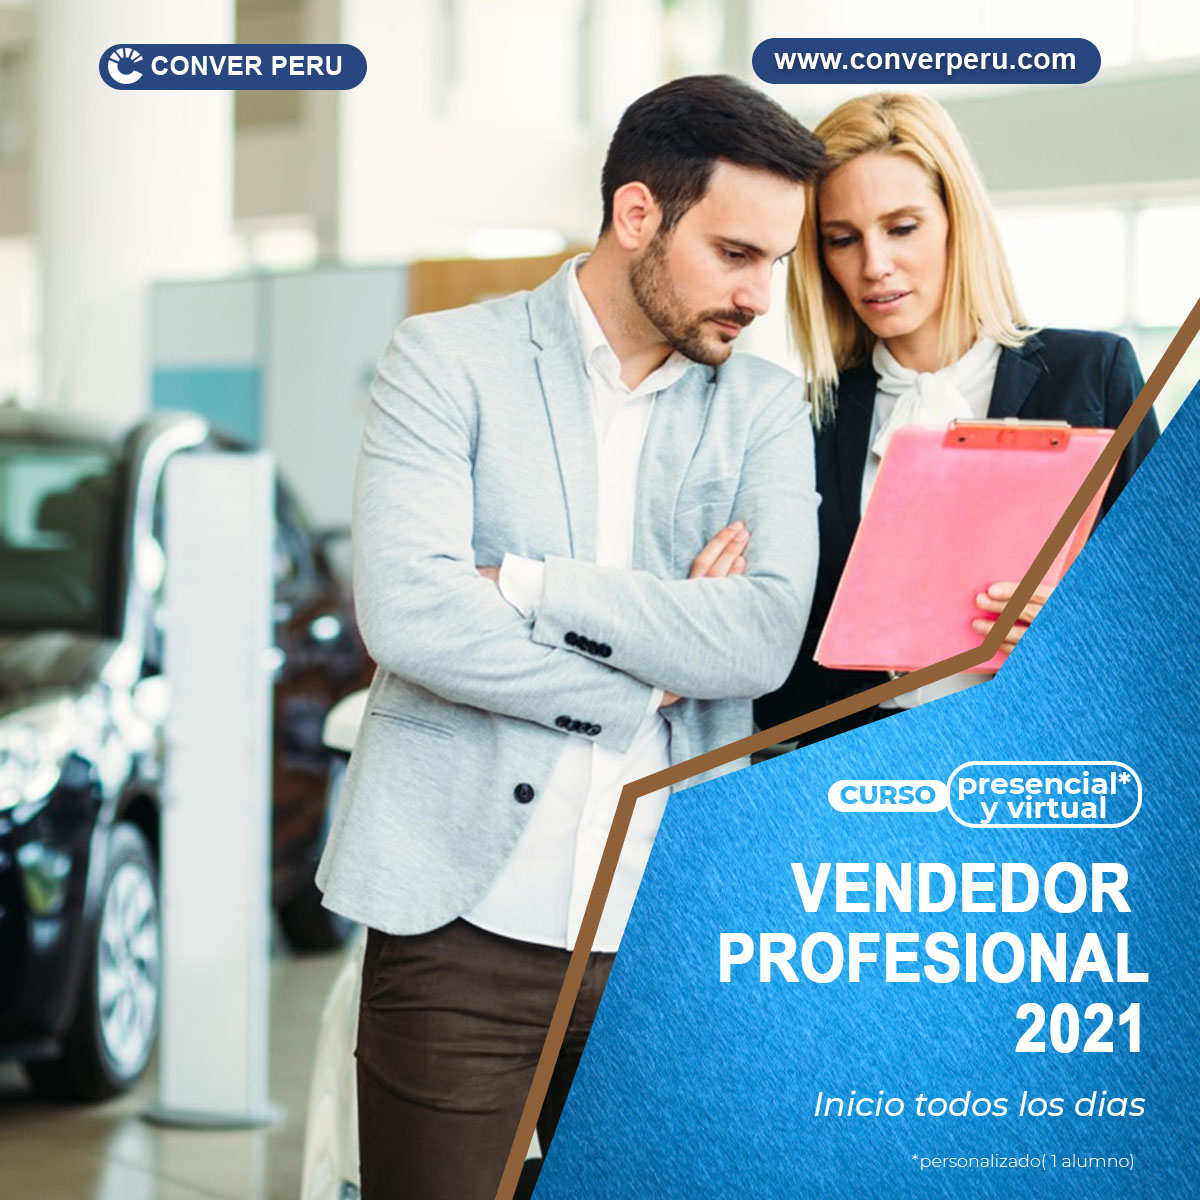 CONVER PERU
www.converperu.com
CURSO
presencial*
y virtual
VENDEDOR
PROFESIONAL
2021
Inicio todos los dias
*personalizado( 1 alumno)